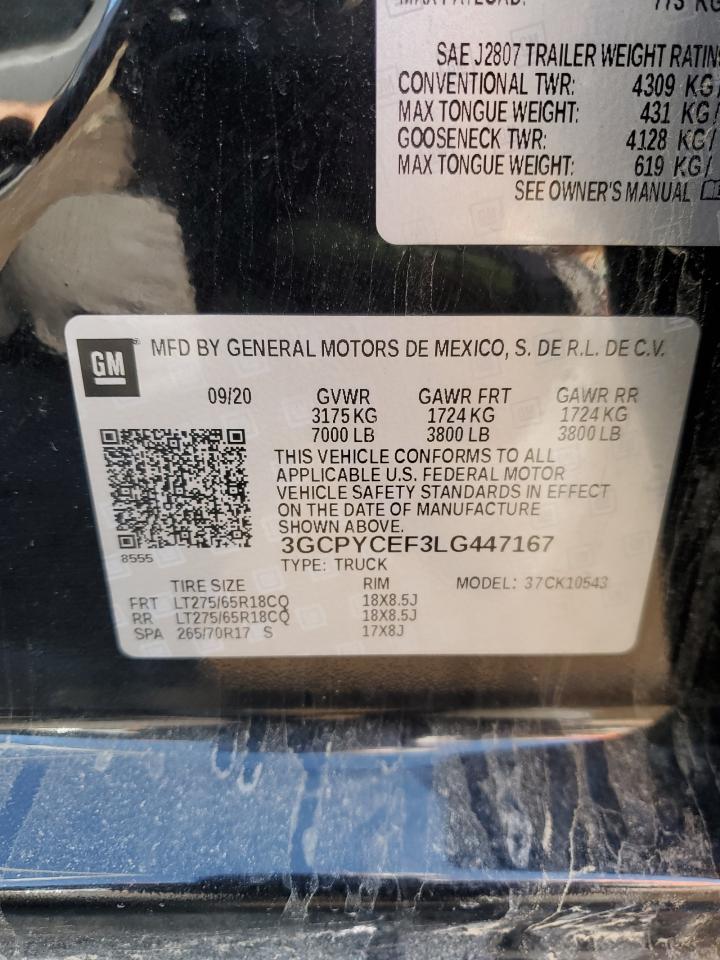 MAX PAYLOAD: 773 KG
SAE J2807 TRAILER WEIGHT RATIN
CONVENTIONAL TWR: 4309 KG/
MAX TONGUE WEIGHT: 431 KG/
GOOSENECK TWR: 4128 KG/
MAX TONGUE WEIGHT: 619 KG/
SEE OWNER'S MANUAL
GM® MFD BY GENERAL MOTORS DE MEXICO, S. DE R.L. DE C.V.
09/20 GVWR GAWR FRT GAWR RR
3175 KG 1724 KG 1724 KG
7000 LB 3800 LB 3800 LB
THIS VEHICLE CONFORMS TO ALL
APPLICABLE U.S. FEDERAL MOTOR
VEHICLE SAFETY STANDARDS IN EFFECT
ON THE DATE OF MANUFACTURE
SHOWN ABOVE.
3GCPYCEF3LG447167
8555
TYPE: TRUCK
TIRE SIZE RIM MODEL: 37CK10543
FRT LT275/65R18CQ 18X8.5J
RR LT275/65R18CQ 18X8.5J
SPA 265/70R17 S 17X8J